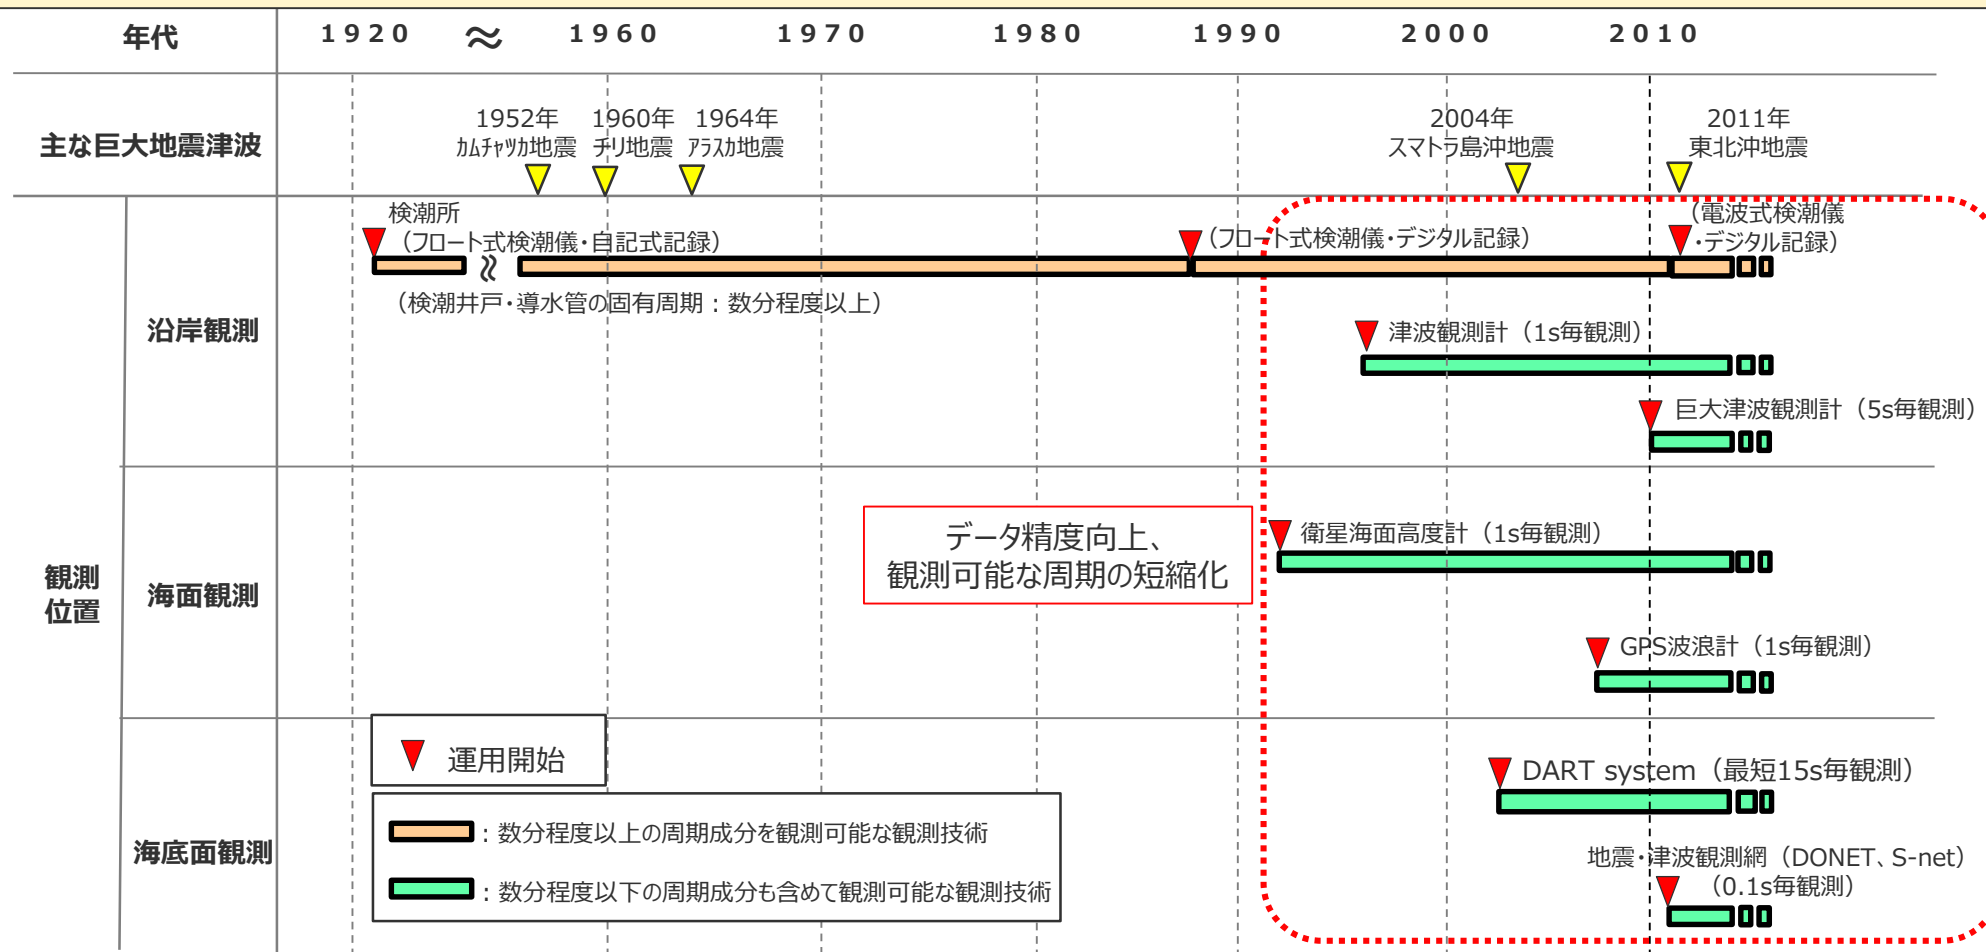 年代
1920
≈
1960
1970
1980
1990
2000
2010
主な巨大地震津波
1952年
ｶﾑﾁｬﾂｶ地震
1960年
チリ地震
1964年
ｱﾗｽｶ地震
2004年
スマトラ島沖地震
2011年
東北沖地震
観測
位置
沿岸観測
検潮所
（フロート式検潮儀・自記式記録）
（フロート式検潮儀・デジタル記録）
（電波式検潮儀
・デジタル記録）
（検潮井戸・導水管の固有周期：数分程度以上）
津波観測計（1s毎観測）
巨大津波観測計（5s毎観測）
海面観測
データ精度向上、
観測可能な周期の短縮化
衛星海面高度計（1s毎観測）
GPS波浪計（1s毎観測）
海底面観測
運用開始
：数分程度以上の周期成分を観測可能な観測技術
：数分程度以下の周期成分も含めて観測可能な観測技術
DART system（最短15s毎観測）
地震・津波観測網（DONET、S-net）
（0.1s毎観測）